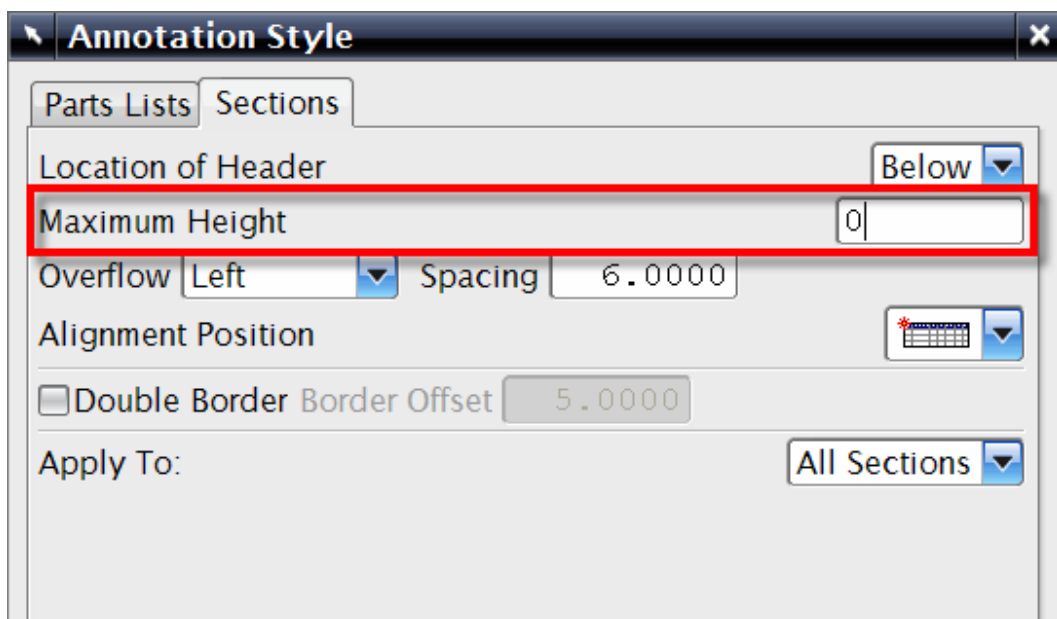 Annotation Style
Parts Lists Sections
Location of Header Below
Maximum Height 0
Overflow Left Spacing 6.0000
Alignment Position
Double Border Border Offset 5.0000
Apply To: All Sections